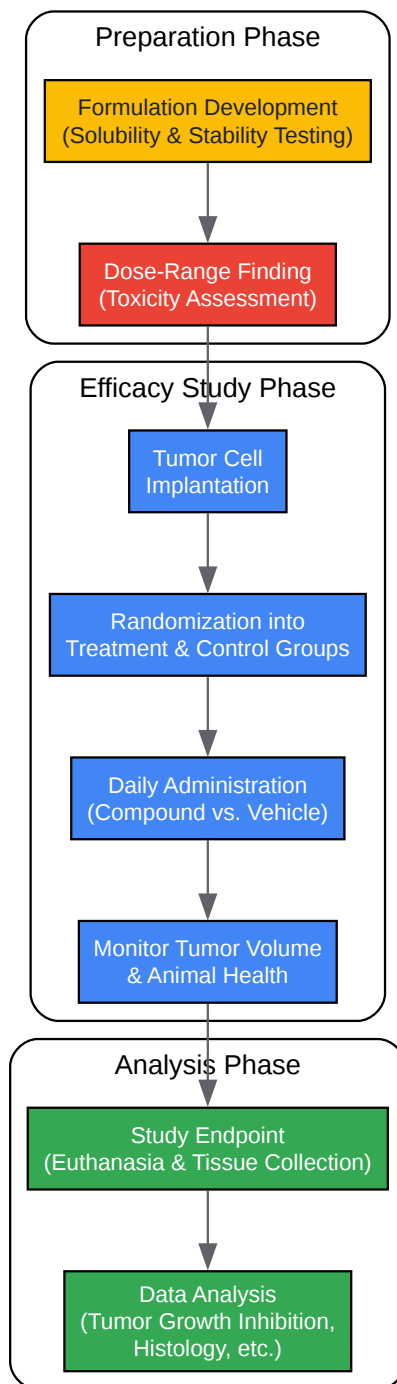 Preparation Phase
Formulation Development
(Solubility & Stability Testing)
Dose-Range Finding
(Toxicity Assessment)
Efficacy Study Phase
Tumor Cell
Implantation
Randomization into
Treatment & Control Groups
Daily Administration
(Compound vs. Vehicle)
Monitor Tumor Volume
& Animal Health
Analysis Phase
Study Endpoint
(Euthanasia & Tissue Collection)
Data Analysis
(Tumor Growth Inhibition,
Histology, etc.)